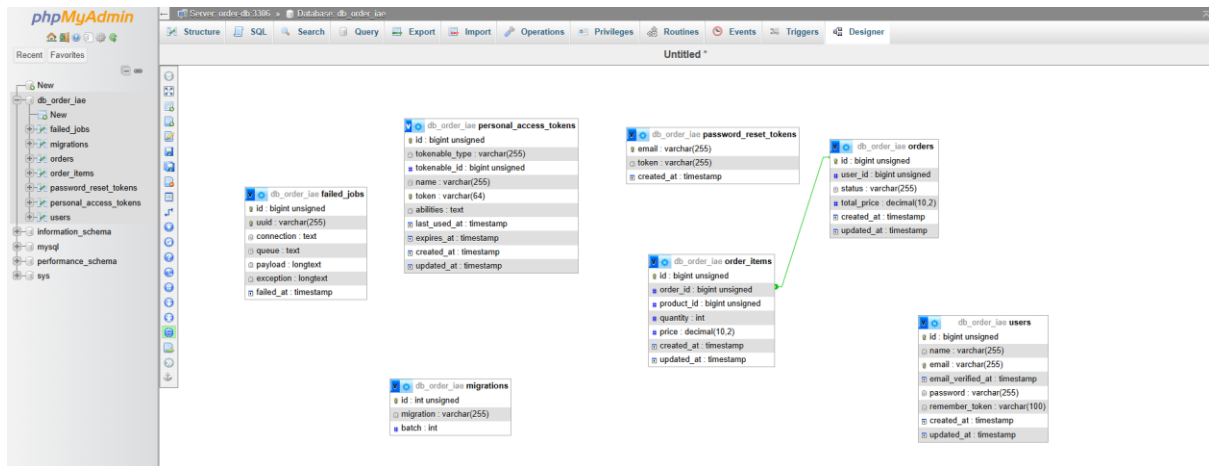 phpMyAdmin
Recent Favorites
New
db_order_iae
New
failed_jobs
migrations
orders
order_items
password_reset_tokens
personal_access_tokens
users
information_schema
mysql
performance_schema
sys
Server: order-db:3306 » Database: db_order_iae
Structure SQL Search Query Export Import Operations Privileges Routines Events Triggers Designer
Untitled *
db_order_iae failed_jobs
id : bigint unsigned
uuid : varchar(255)
connection : text
queue : text
payload : longtext
exception : longtext
failed_at : timestamp
db_order_iae personal_access_tokens
id : bigint unsigned
tokenable_type : varchar(255)
tokenable_id : bigint unsigned
name : varchar(255)
token : varchar(64)
abilities : text
last_used_at : timestamp
expires_at : timestamp
created_at : timestamp
updated_at : timestamp
db_order_iae password_reset_tokens
email : varchar(255)
token : varchar(255)
created_at : timestamp
db_order_iae orders
id : bigint unsigned
user_id : bigint unsigned
status : varchar(255)
total_price : decimal(10,2)
created_at : timestamp
updated_at : timestamp
db_order_iae order_items
id : bigint unsigned
order_id : bigint unsigned
product_id : bigint unsigned
quantity : int
price : decimal(10,2)
created_at : timestamp
updated_at : timestamp
db_order_iae users
id : bigint unsigned
name : varchar(255)
email : varchar(255)
email_verified_at : timestamp
password : varchar(255)
remember_token : varchar(100)
created_at : timestamp
updated_at : timestamp
db_order_iae migrations
id : int unsigned
migration : varchar(255)
batch : int